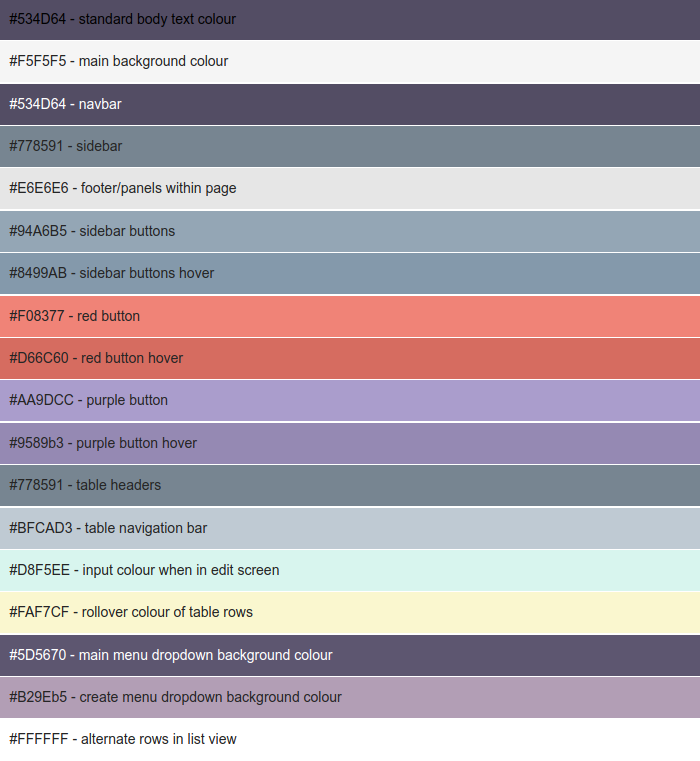 #534D64 - standard body text colour
#F5F5F5 - main background colour
#534D64 - navbar
#778591 - sidebar
#E6E6E6 - footer/panels within page
#94A6B5 - sidebar buttons
#8499AB - sidebar buttons hover
#F08377 - red button
#D66C60 - red button hover
#AA9DCC - purple button
#9589b3 - purple button hover
#778591 - table headers
#BFCAD3 - table navigation bar
#D8F5EE - input colour when in edit screen
#FAF7CF - rollover colour of table rows
#5D5670 - main menu dropdown background colour
#B29Eb5 - create menu dropdown background colour
#FFFFFF - alternate rows in list view